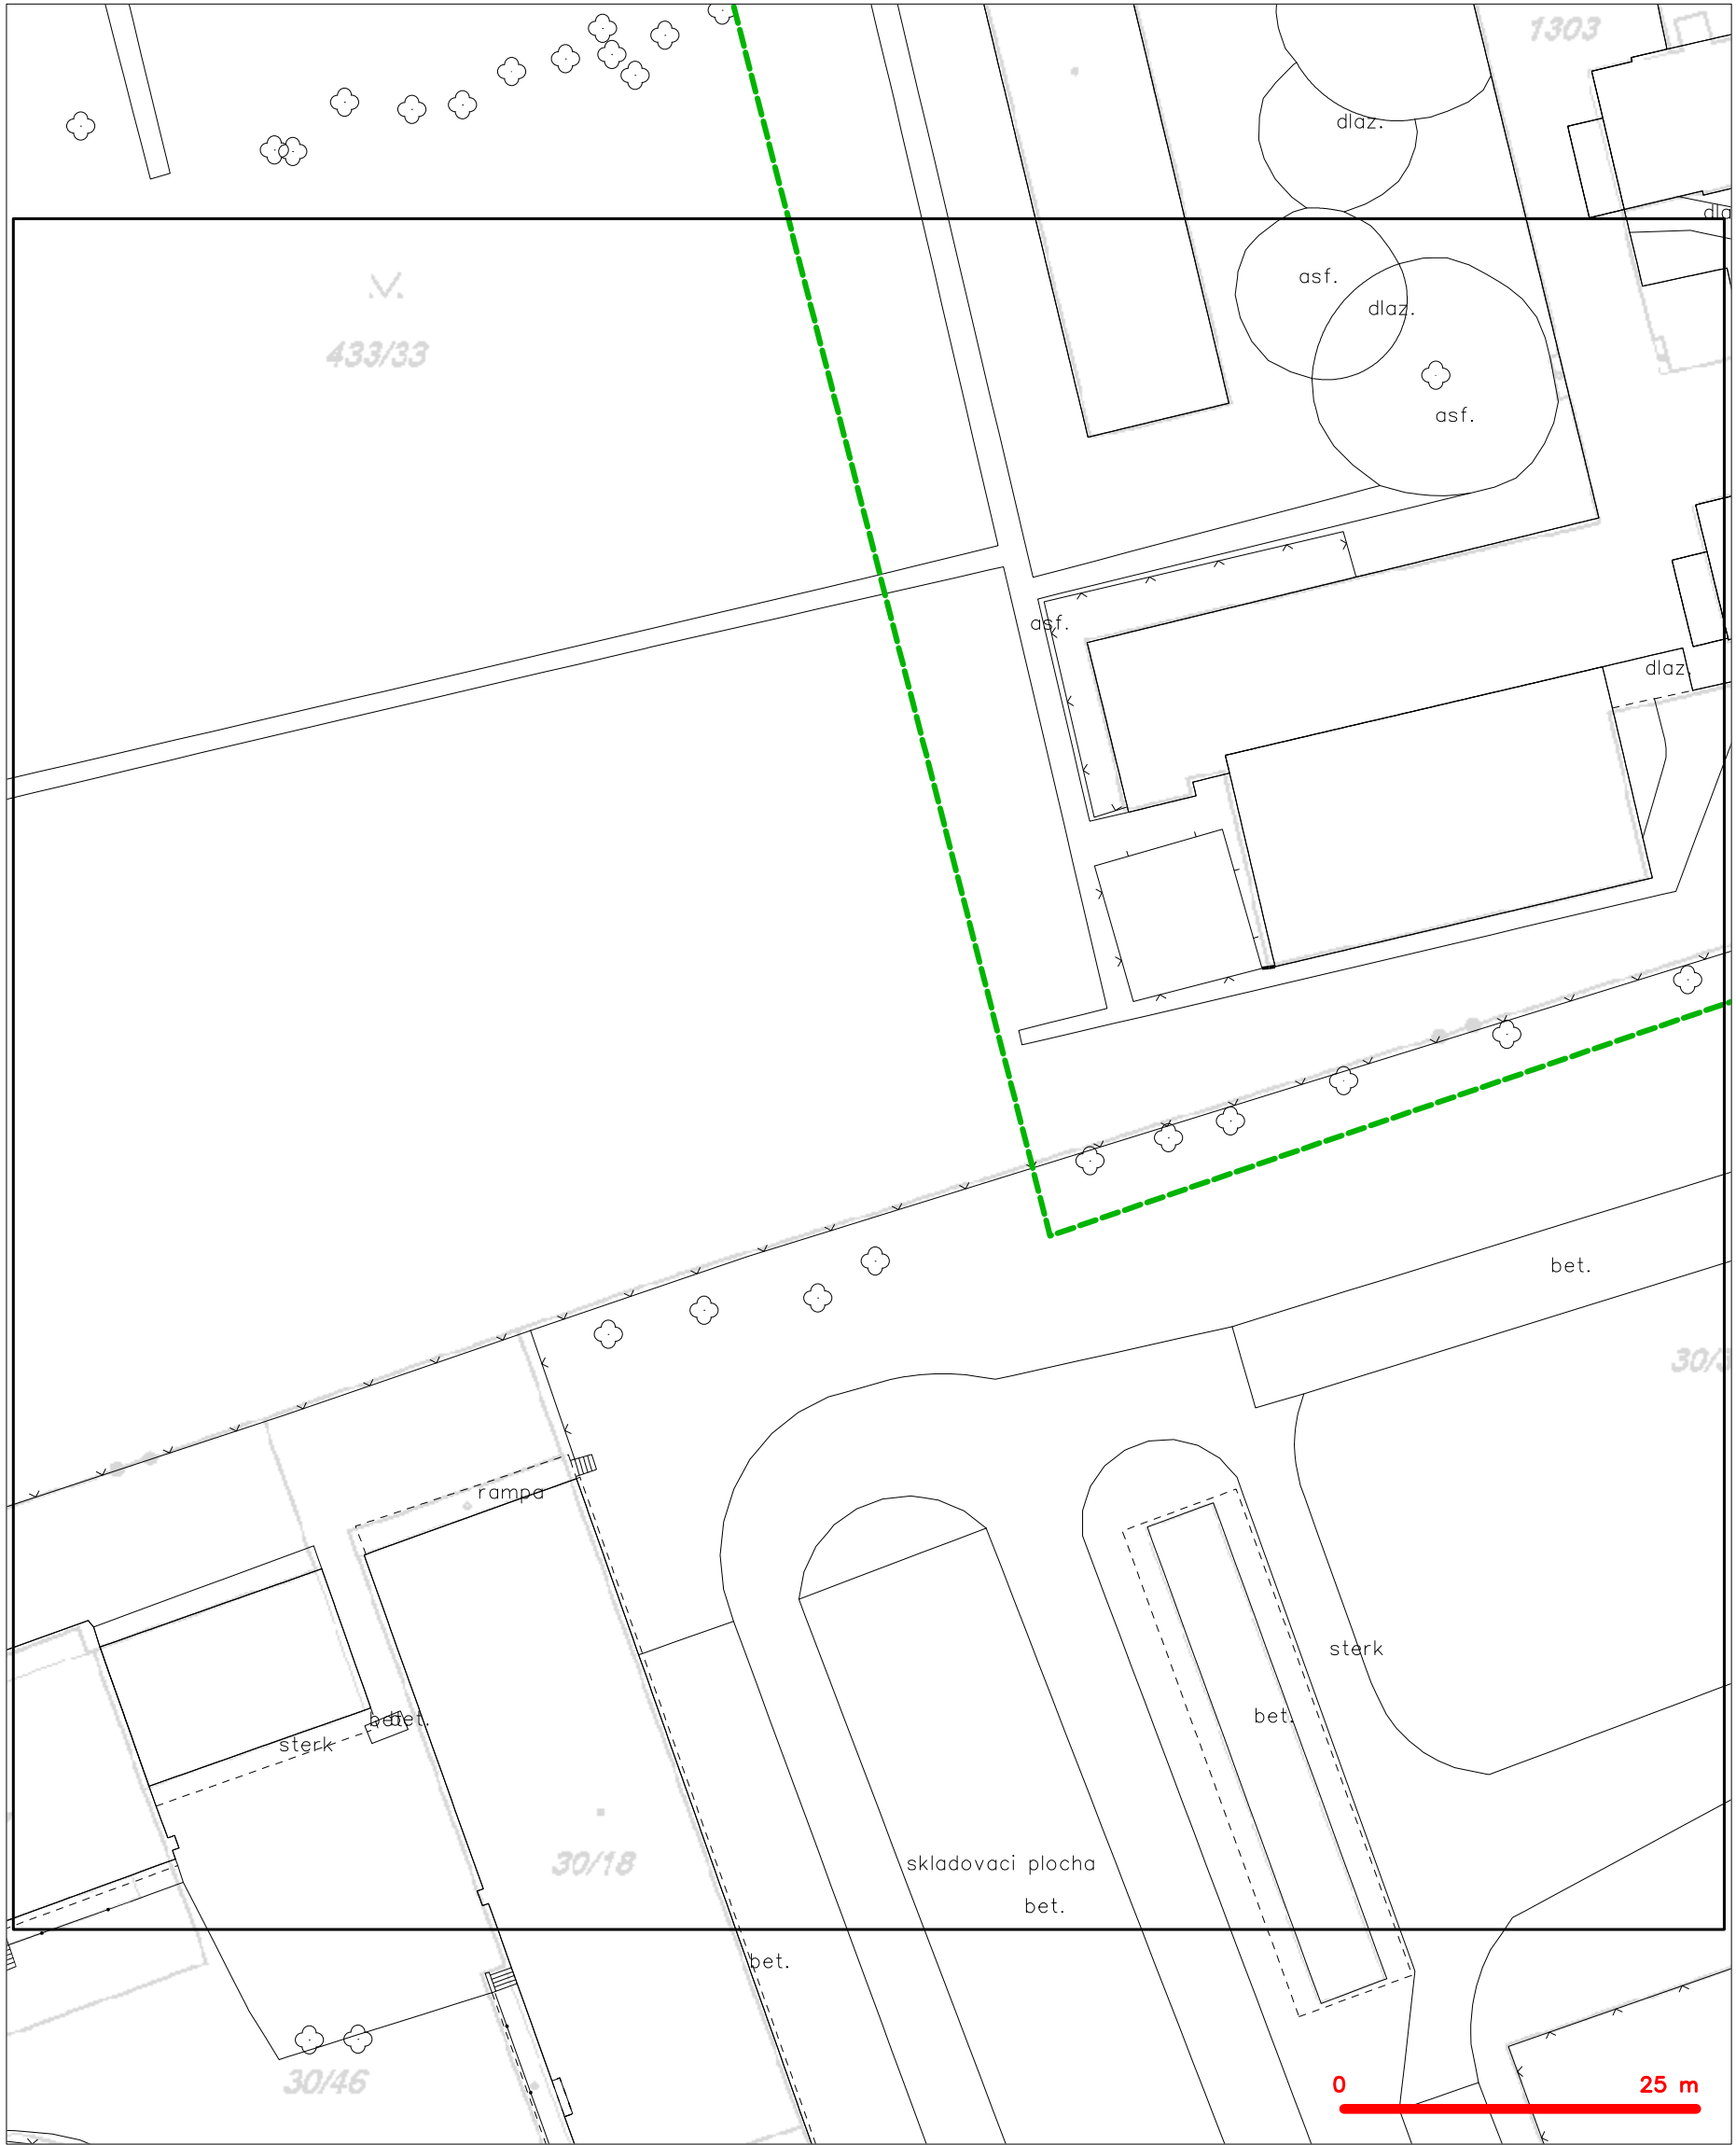 1303
dlaz.
asf.
dlaz.
433/33
asf.
asf.
dlaz.
bet.
rampa
sterk
bet.
bet.
bet.
sterk
30/18
skladovaci plocha
bet.
bet.
30/46
0 25 m